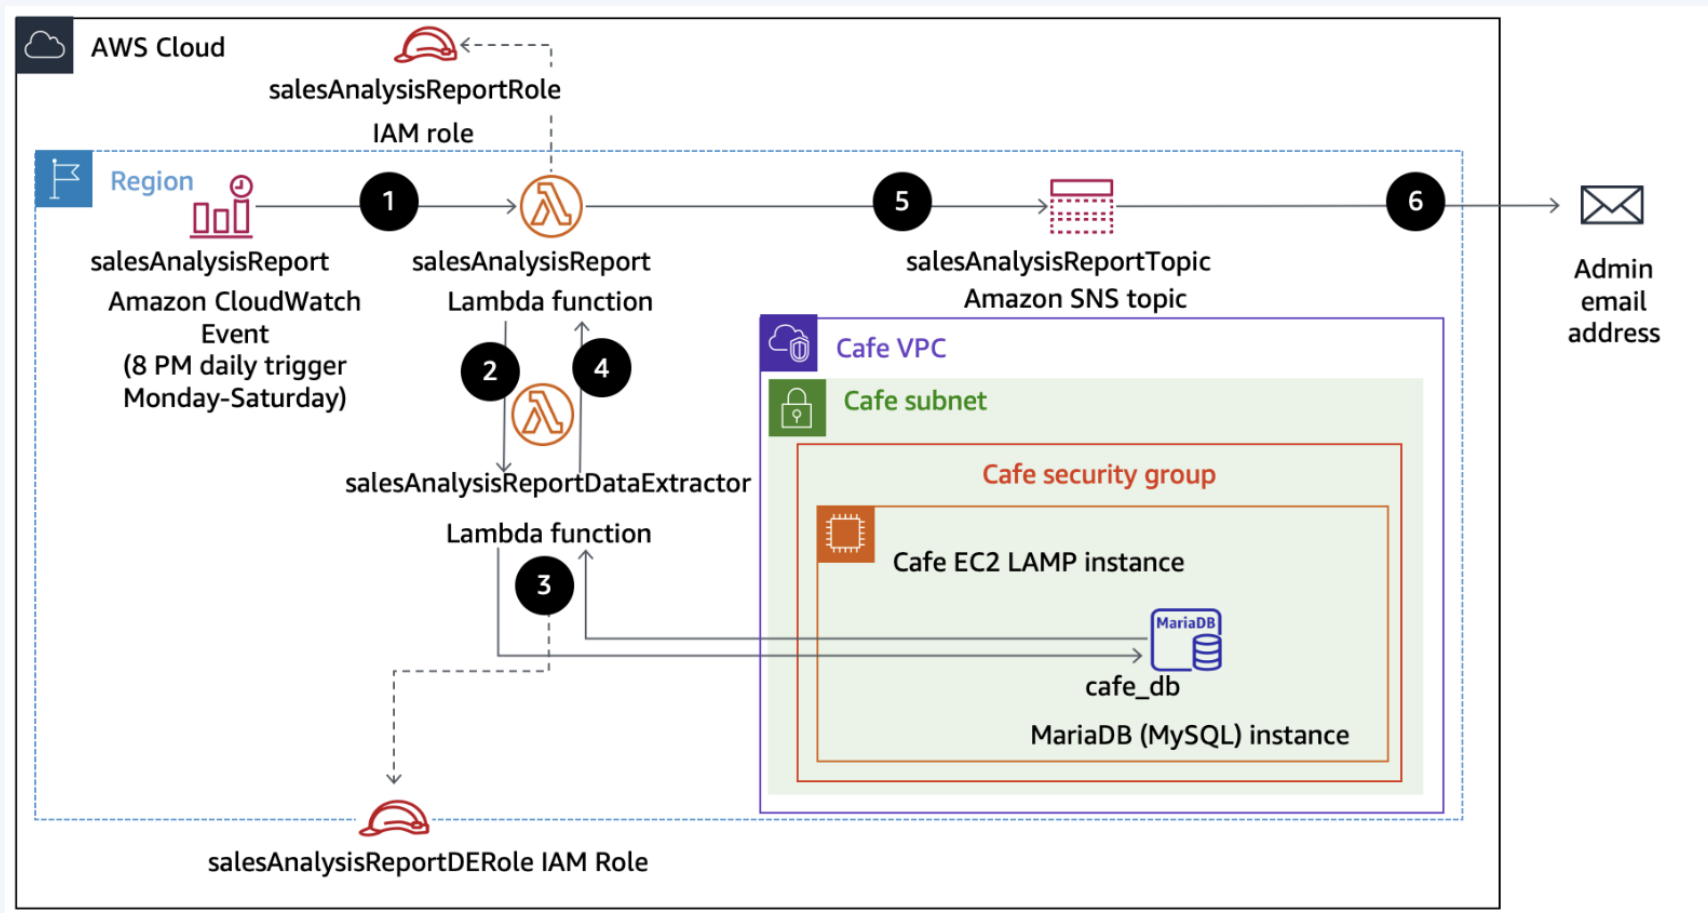 AWS Cloud
salesAnalysisReportRole
IAM role
Region
1
5
6
salesAnalysisReport
Amazon CloudWatch
Event
(8 PM daily trigger
Monday-Saturday)
salesAnalysisReport
Lambda function
salesAnalysisReportTopic
Amazon SNS topic
Admin
email
address
2
4
salesAnalysisReportDataExtractor
Lambda function
3
Cafe VPC
Cafe subnet
Cafe security group
Cafe EC2 LAMP instance
MariaDB
cafe_db
MariaDB (MySQL) instance
salesAnalysisReportDERole IAM Role